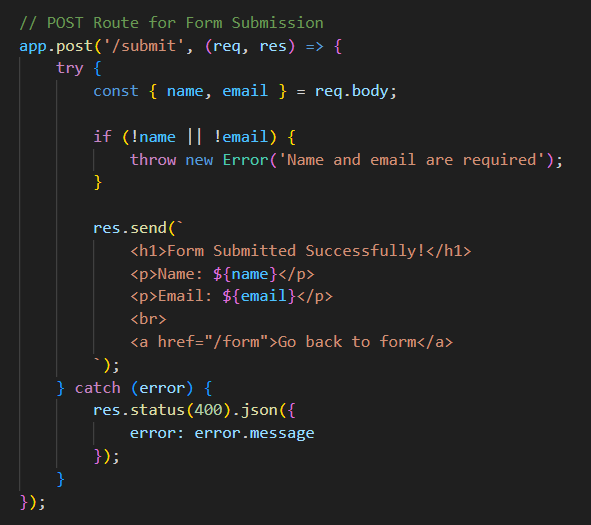 // POST Route for Form Submission
app.post('/submit', (req, res) => {
    try {
        const { name, email } = req.body;

        if (!name || !email) {
            throw new Error('Name and email are required');
        }

        res.send(`
            <h1>Form Submitted Successfully!</h1>
            <p>Name: ${name}</p>
            <p>Email: ${email}</p>
            <br>
            <a href="/form">Go back to form</a>
        `);
    } catch (error) {
        res.status(400).json({
            error: error.message
        });
    }
});